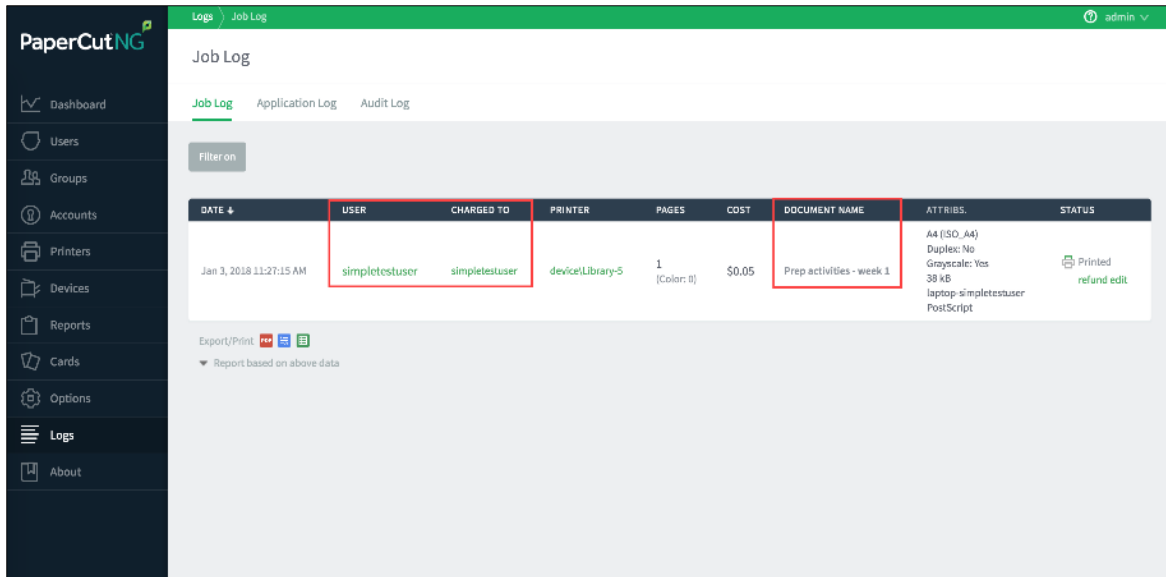 PaperCut NG
Logs
Job Log
admin
Job Log
Job Log
Application Log
Audit Log
Dashboard
Users
Groups
Accounts
Printers
Devices
Reports
Cards
Options
Logs
About
Filter on
DATE USER CHARGED TO PRINTER PAGES COST DOCUMENT NAME ATTRIBS. STATUS
Jan 3, 2018 11:27:15 AM
simpletestuser
simpletestuser
device\Library-5
1
(Color: 0)
$0.05
Prep activities - week 1
A4 (ISO_A4)
Duplex: No
Grayscale: Yes
38 kB
laptop-simpletestuser
PostScript
Printed
refund edit
Export/Print PDF
Report based on above data